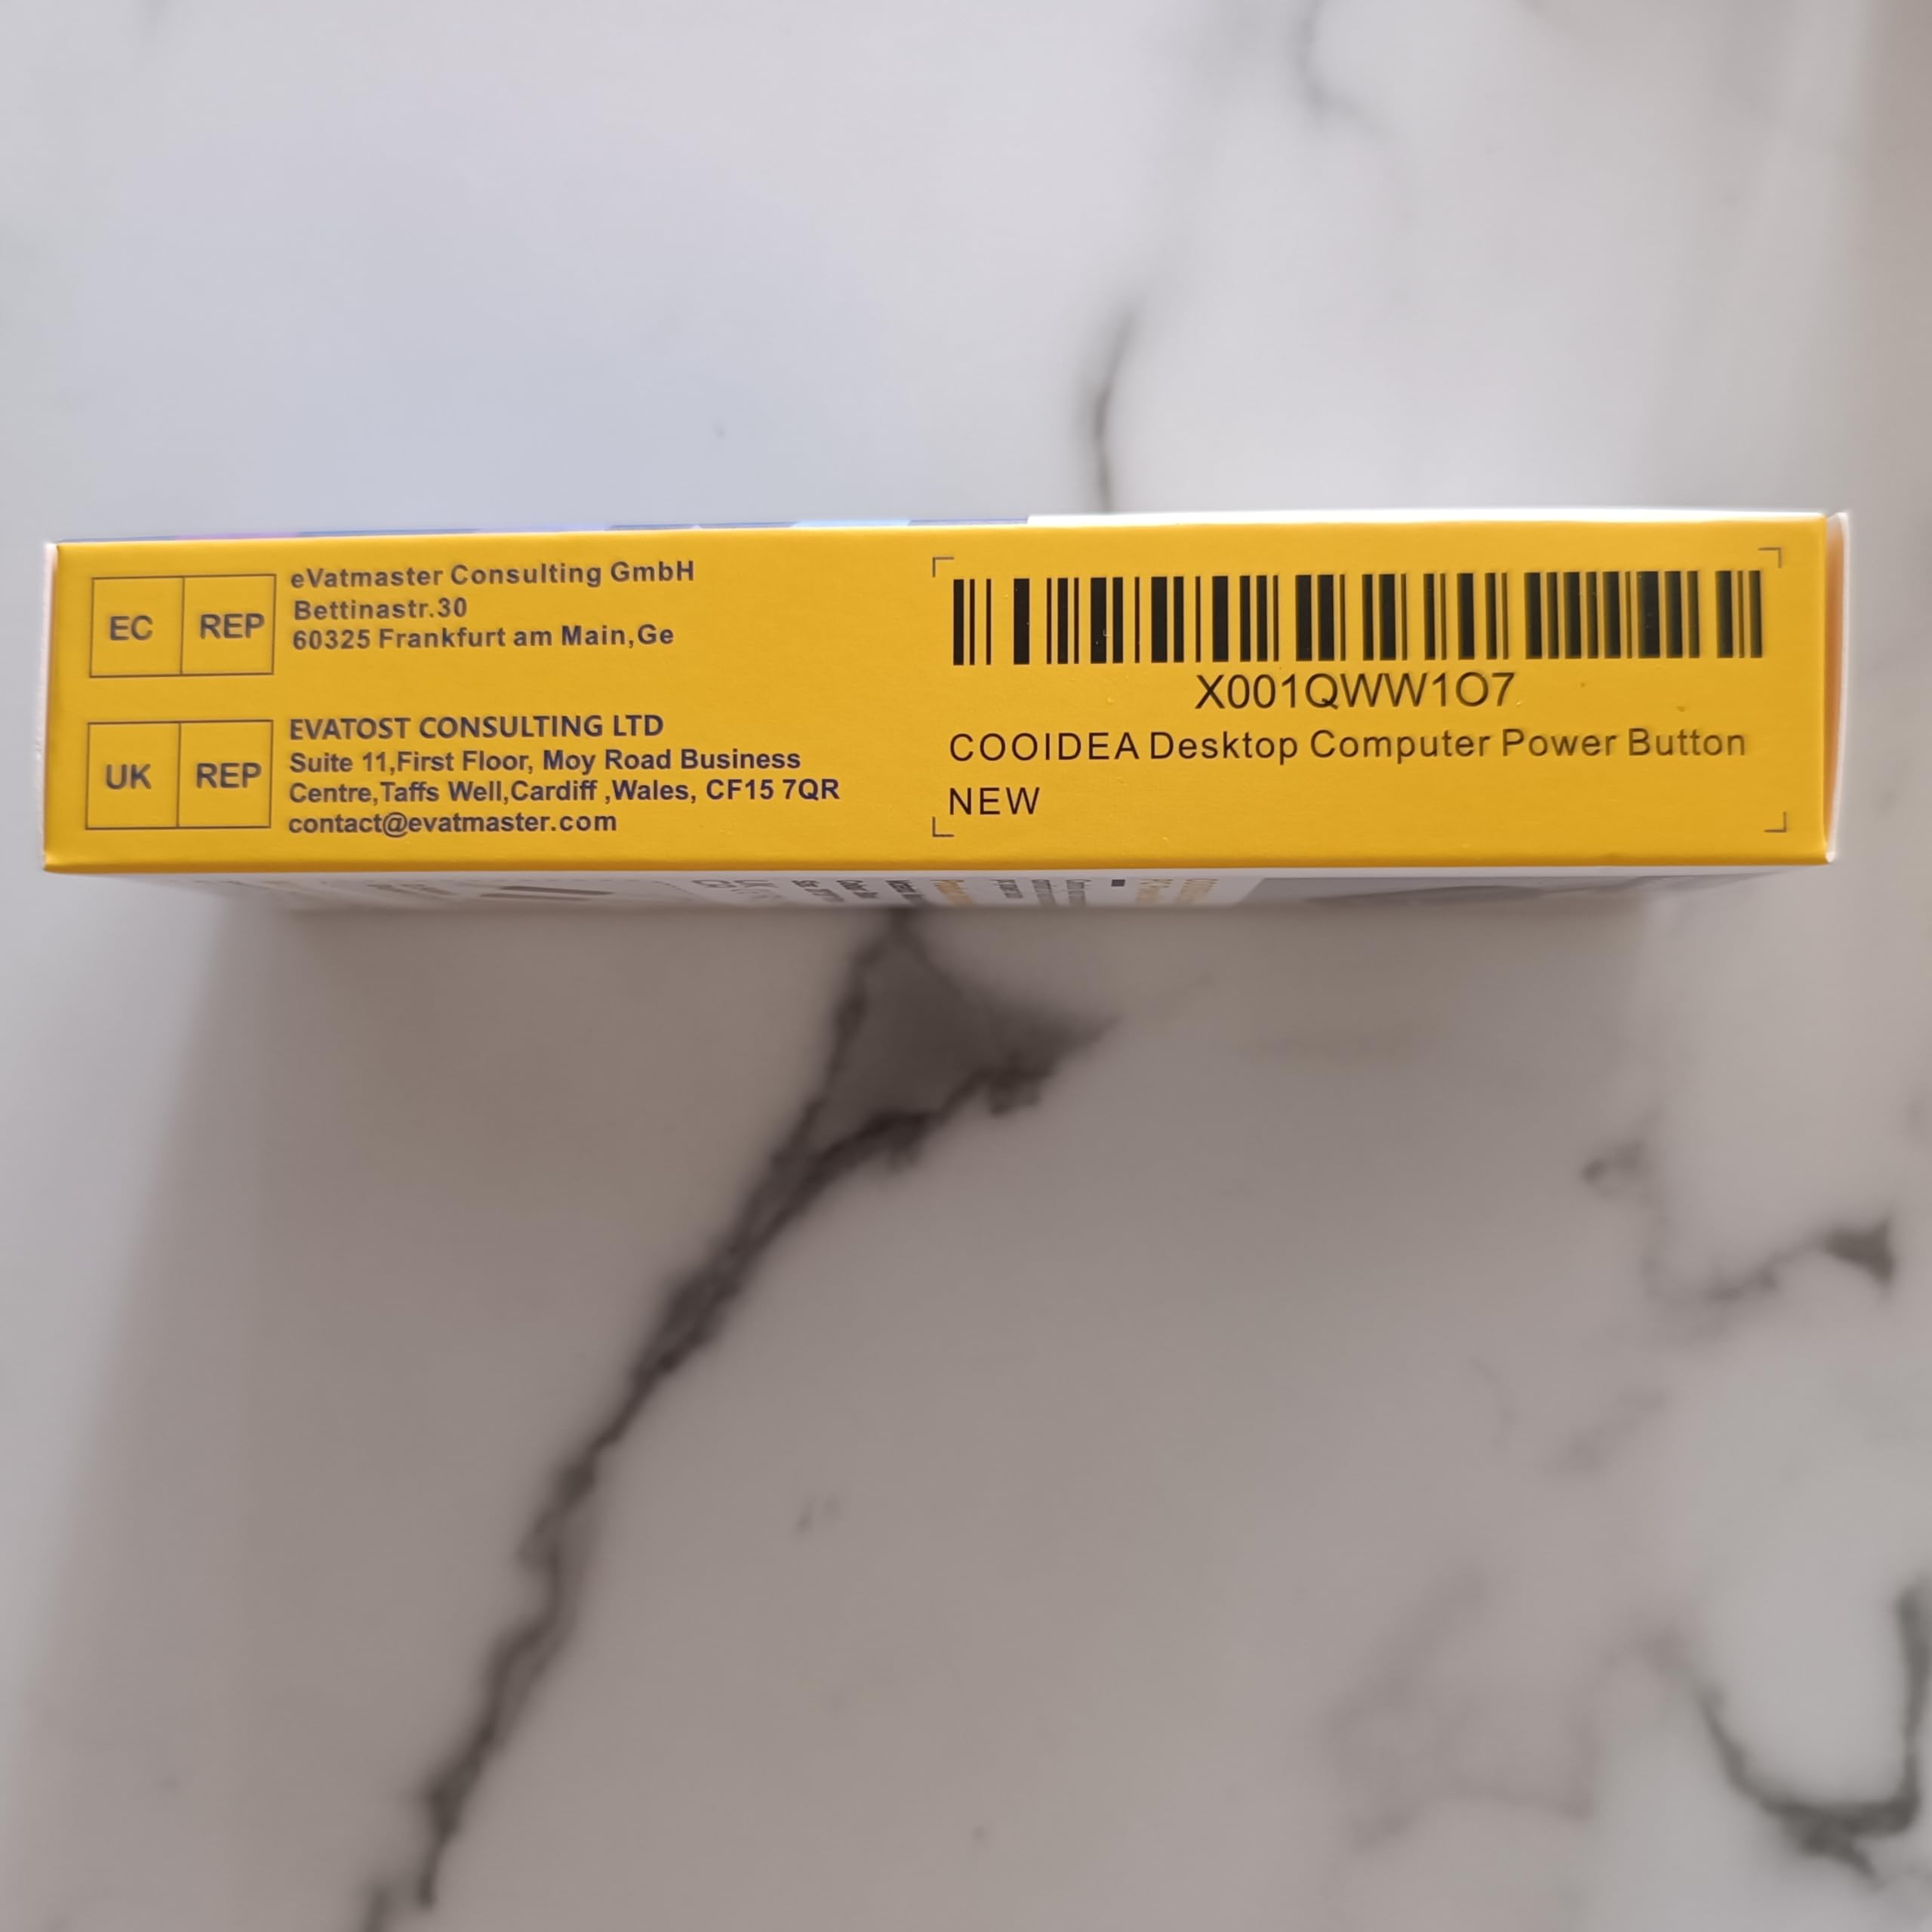 EC REP
eVatmaster Consulting GmbH
Bettinastr.30
60325 Frankfurt am Main,Ge
UK REP
EVATOST CONSULTING LTD
Suite 11,First Floor, Moy Road Business
Centre,Taffs Well,Cardiff ,Wales, CF15 7QR
contact@evatmaster.com
X001QWW1O7
COOIDEA Desktop Computer Power Button
NEW